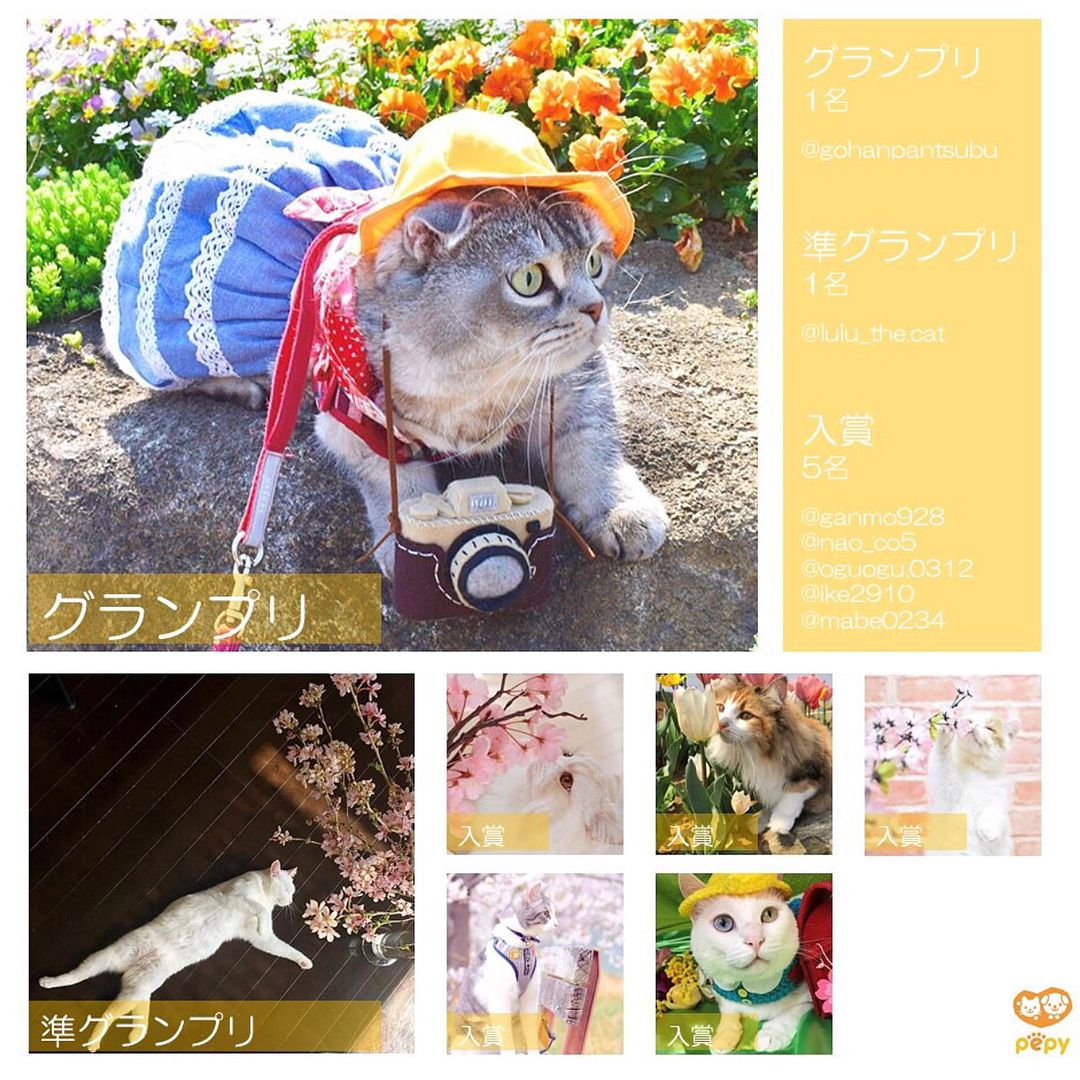 グランプリ
1名
@gohanpantsubu
準グランプリ
1名
@lulu_the.cat
入賞
5名
@ganmo928
@nao_co5
@oguogu.0312
@ike2910
@mabe0234
グランプリ
準グランプリ
入賞
入賞
入賞
入賞
入賞
pepy